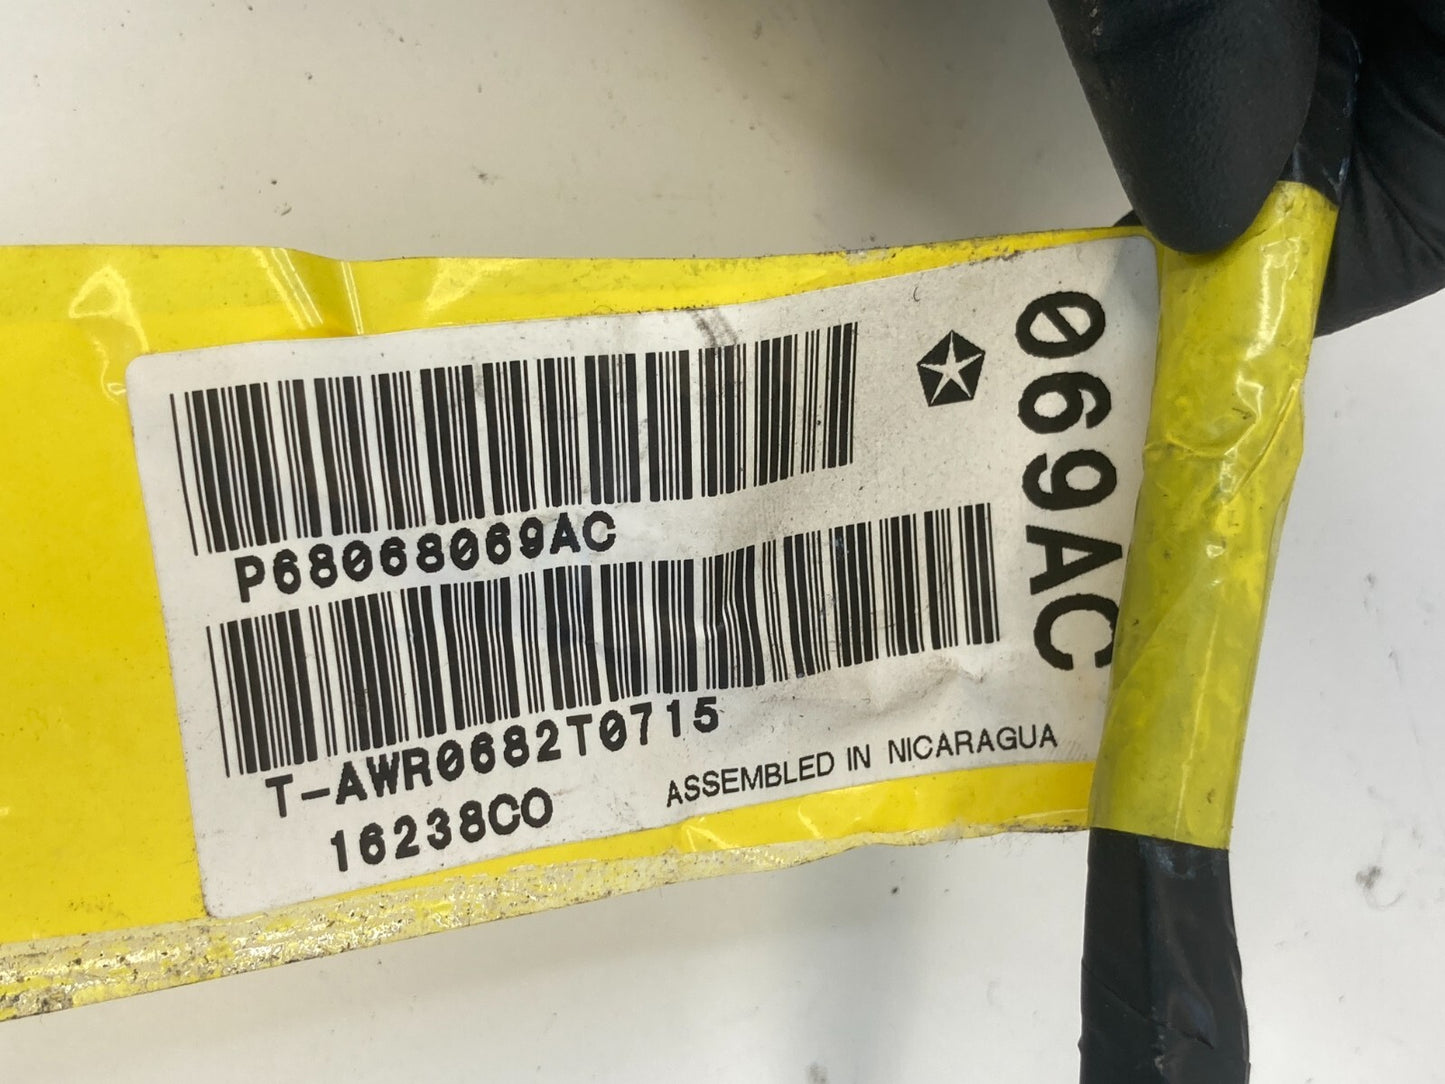 P68068069AC
T-AWR0682T0715
16238CO
ASSEMBLED IN NICARAGUA
069AC